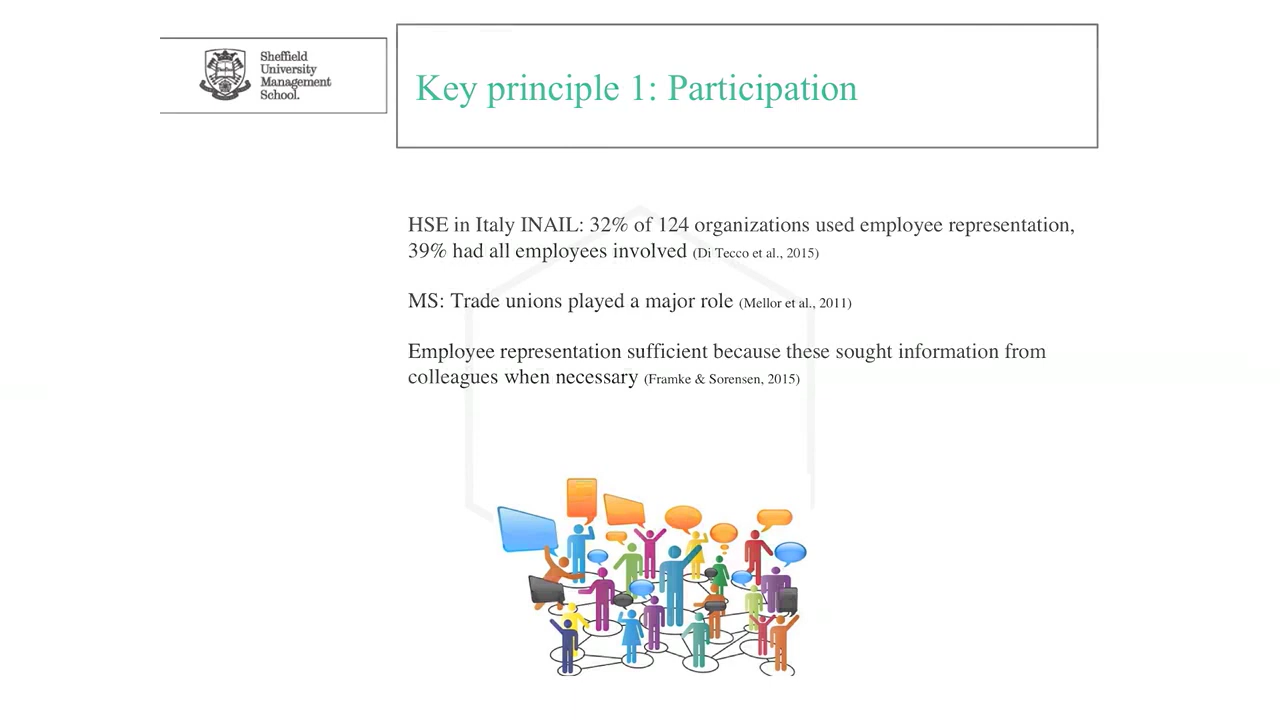 Sheffield
University
Management
School.
Key principle 1: Participation
HSE in Italy INAIL: 32% of 124 organizations used employee representation,
39% had all employees involved (Di Tecco et al., 2015)
MS: Trade unions played a major role (Mellor et al., 2011)
Employee representation sufficient because these sought information from
colleagues when necessary (Framke & Sorensen, 2015)